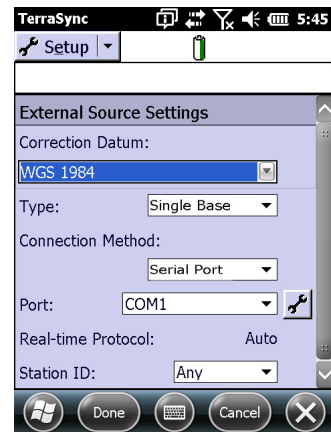 TerraSync 5:45
Setup
External Source Settings
Correction Datum:
WGS 1984
Type: Single Base
Connection Method:
Serial Port
Port: COM1
Real-time Protocol: Auto
Station ID: Any
Done Cancel